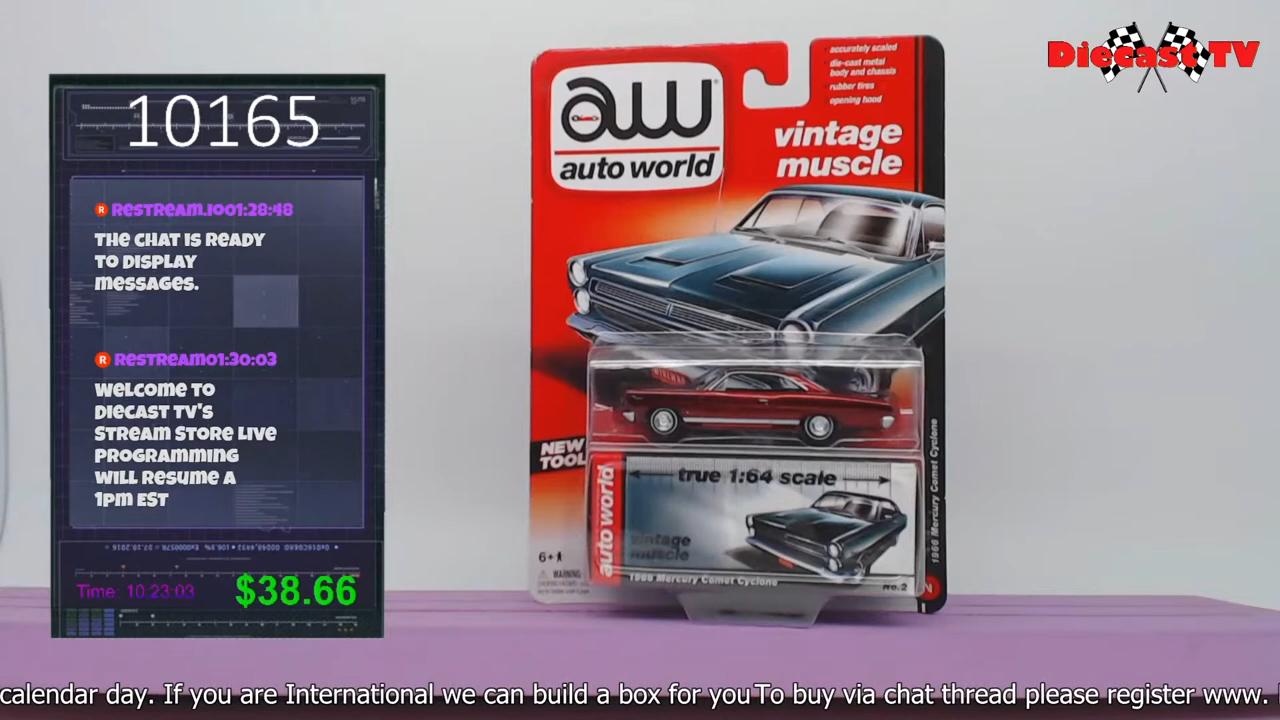 10165
Restream.io01:28:48
The chat is ready
to display
messages.
Restream01:30:03
Welcome to
Diecast TV's
Stream Store Live
Programming
will resume a
1pm EST
Time: 10:23:03
$38.66
aw
auto world
accurately scaled
die-cast metal
body and chassis
rubber tires
opening hood
vintage
muscle
NEW
TOOL
true 1:64 scale
auto world
vintage
muscle
1966 Mercury Comet Cyclone
No.2
6+
WARNING
1966 Mercury Comet Cyclone
Diecast TV
calendar day. If you are International we can build a box for youTo buy via chat thread please register www.